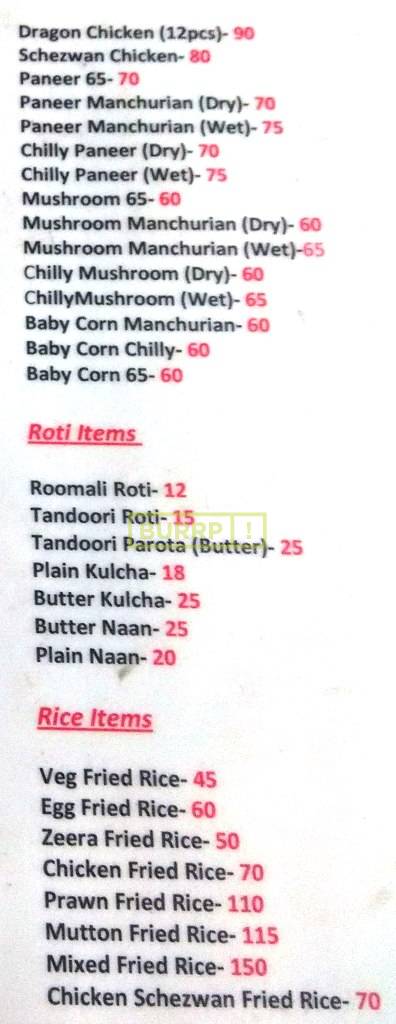 Dragon Chicken (12pcs)- 90
Schezwan Chicken- 80
Paneer 65- 70
Paneer Manchurian (Dry)- 70
Paneer Manchurian (Wet)- 75
Chilly Paneer (Dry)- 70
Chilly Paneer (Wet)- 75
Mushroom 65- 60
Mushroom Manchurian (Dry)- 60
Mushroom Manchurian (Wet)-65
Chilly Mushroom (Dry)- 60
ChillyMushroom (Wet)- 65
Baby Corn Manchurian- 60
Baby Corn Chilly- 60
Baby Corn 65- 60
Roti Items
Roomali Roti- 12
Tandoori Roti- 15
BURRP!
Tandoori Parota (Butter)- 25
Plain Kulcha- 18
Butter Kulcha- 25
Butter Naan- 25
Plain Naan- 20
Rice Items
Veg Fried Rice- 45
Egg Fried Rice- 60
Zeera Fried Rice- 50
Chicken Fried Rice- 70
Prawn Fried Rice- 110
Mutton Fried Rice- 115
Mixed Fried Rice- 150
Chicken Schezwan Fried Rice- 70